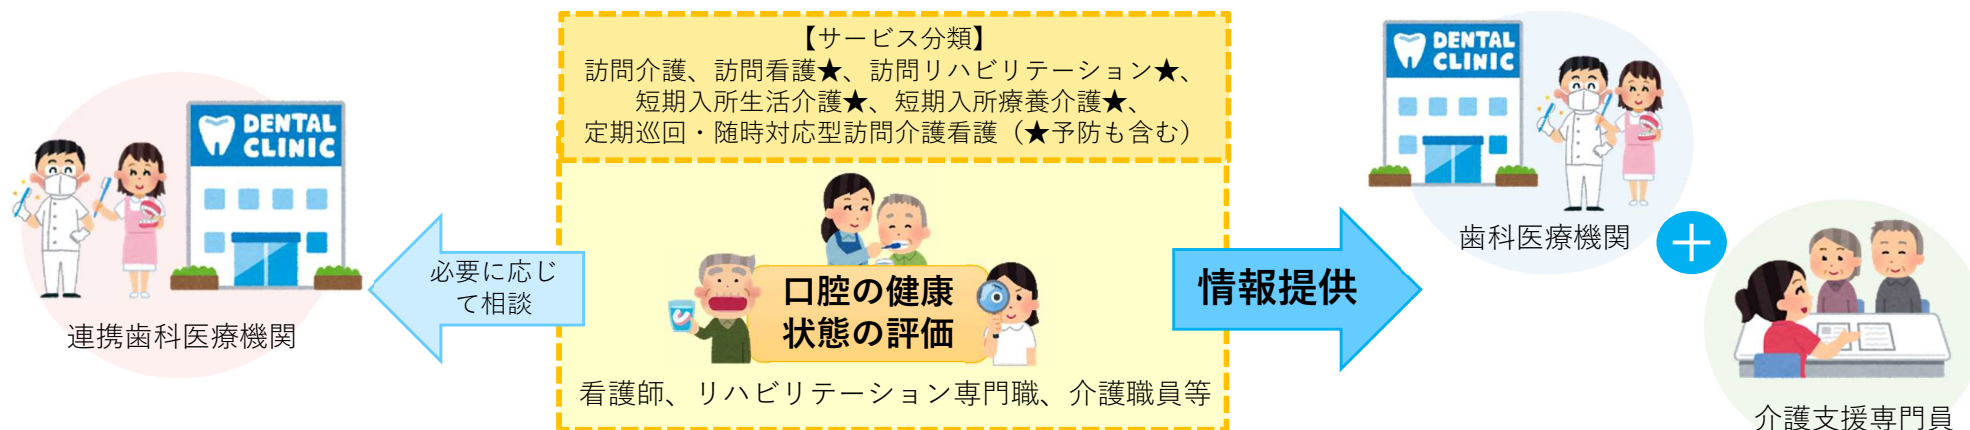 DENTAL
CLINIC
連携歯科医療機関
必要に応じ
て相談
【サービス分類】
訪問介護、訪問看護★、訪問リハビリテーション★、
短期入所生活介護★、短期入所療養介護★、
定期巡回・随時対応型訪問介護看護（★予防も含む）
口腔の健康
状態の評価
看護師、リハビリテーション専門職、介護職員等
情報提供
DENTAL
CLINIC
歯科医療機関
＋
介護支援専門員